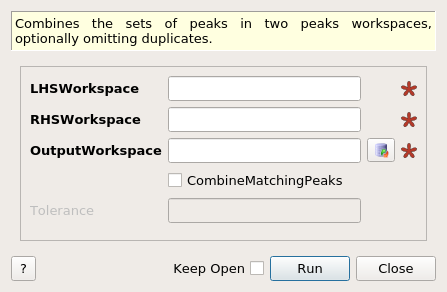 Combines the sets of peaks in two peaks workspaces,
optionally omitting duplicates.
LHSWorkspace
RHSWorkspace
OutputWorkspace
CombineMatchingPeaks
Tolerance
? Keep Open Run Close